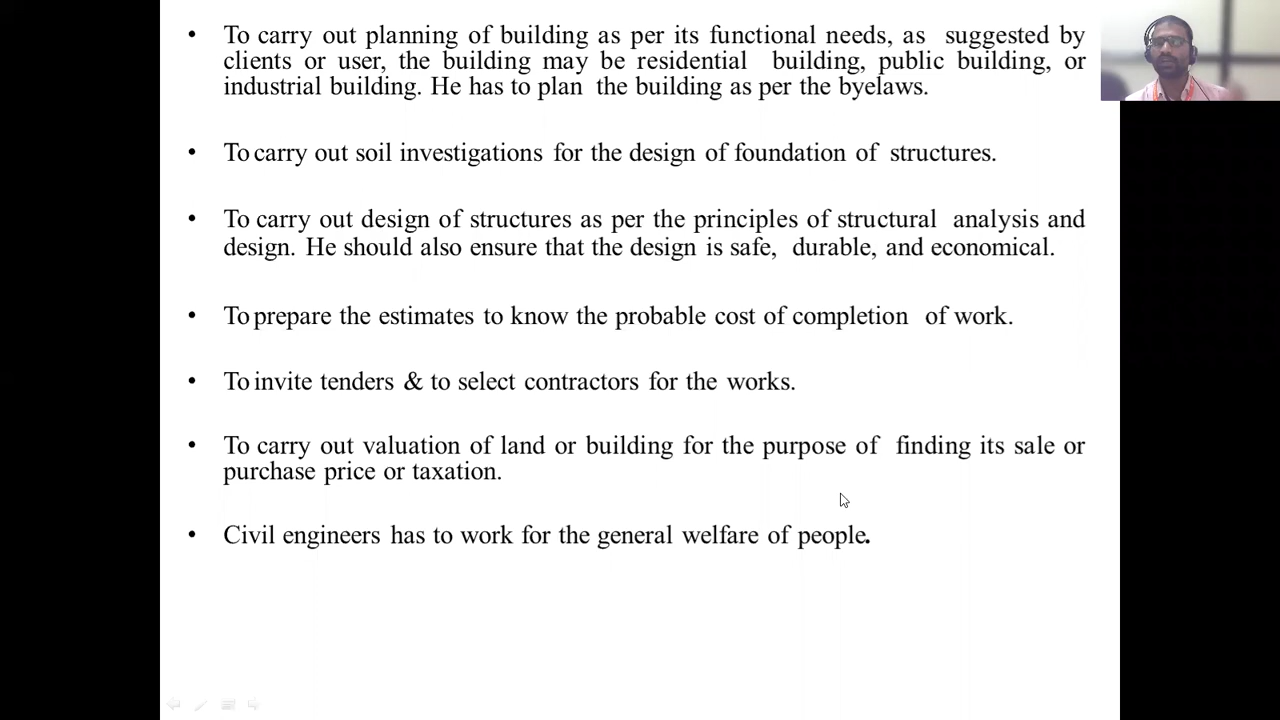 • To carry out planning of building as per its functional needs, as suggested by
clients or user, the building may be residential building, public building, or
industrial building. He has to plan the building as per the byelaws.
• To carry out soil investigations for the design of foundation of structures.
• To carry out design of structures as per the principles of structural analysis and
design. He should also ensure that the design is safe, durable, and economical.
• To prepare the estimates to know the probable cost of completion of work.
• To invite tenders & to select contractors for the works.
• To carry out valuation of land or building for the purpose of finding its sale or
purchase price or taxation.
• Civil engineers has to work for the general welfare of people.